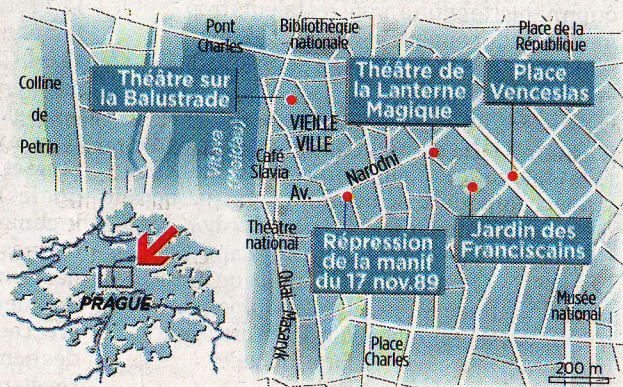 Pont
Charles
Bibliothèque
nationale
Place de la
République
Colline
de
Petrin
Théâtre sur
la Balustrade
Théâtre de
la Lanterne
Magique
Place
Venceslas
VIEILLE
VILLE
Vltava
(Moldau)
Café
Slavia
Av.
Narodni
Théâtre
national
Répression
de la manif
du 17 nov.89
Jardin des
Franciscains
Quai Masaryk
Musée
national
Place
Charles
PRAGUE
200 m